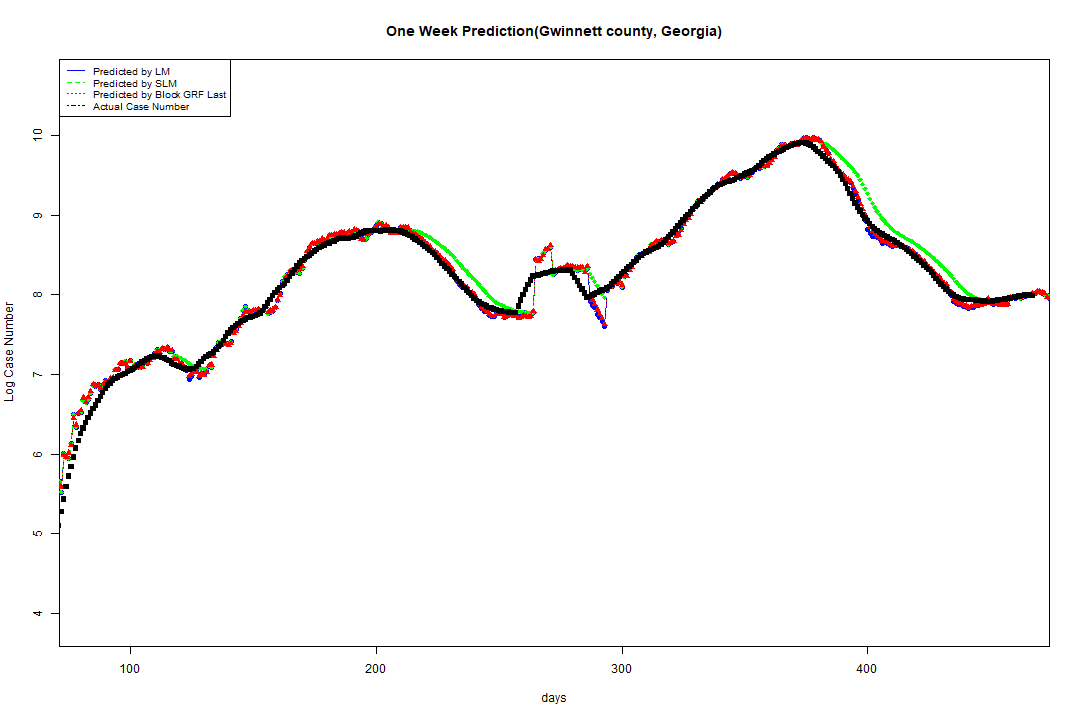 One Week Prediction(Gwinnett county, Georgia)
Predicted by LM
Predicted by SLM
Predicted by Block GRF Last
Actual Case Number
10
9
8
7
6
5
4
Log Case Number
100 200 300 400
days